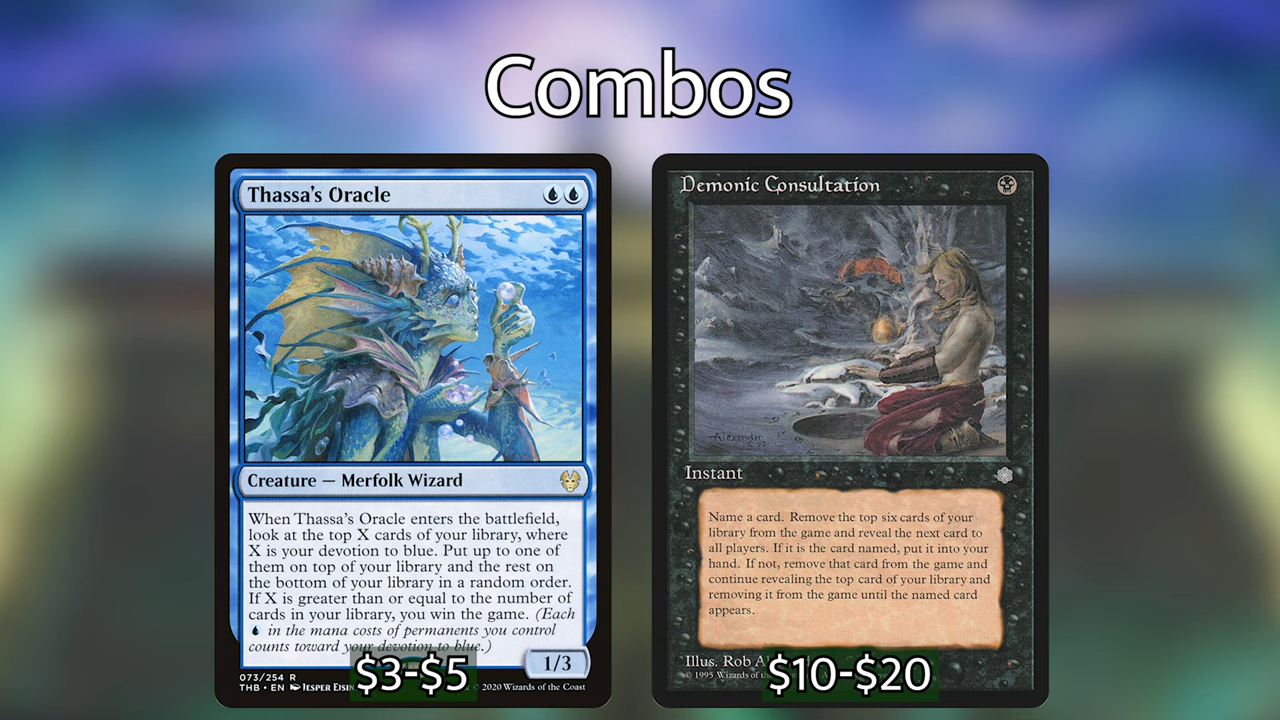 Combos
Thassa's Oracle
Creature — Merfolk Wizard
When Thassa's Oracle enters the battlefield,
look at the top X cards of your library, where
X is your devotion to blue. Put up to one of
them on top of your library and the rest on
the bottom of your library in a random order.
If X is greater than or equal to the number of
cards in your library, you win the game. (Each
in the mana costs of permanents you control
counts toward your devotion to blue.)
1/3
073/254 R
THB • EN JESPER
© 2020 Wizards of the Coast
$3-$5
Demonic Consultation
Alexander
Instant
Name a card. Remove the top six cards of your
library from the game and reveal the next card to
all players. If it is the card named, put it into your
hand. If not, remove that card from the game and
continue revealing the top card of your library and
removing it from the game until the named card
appears.
Illus. Rob
© 1995 Wizards of
$10-$20